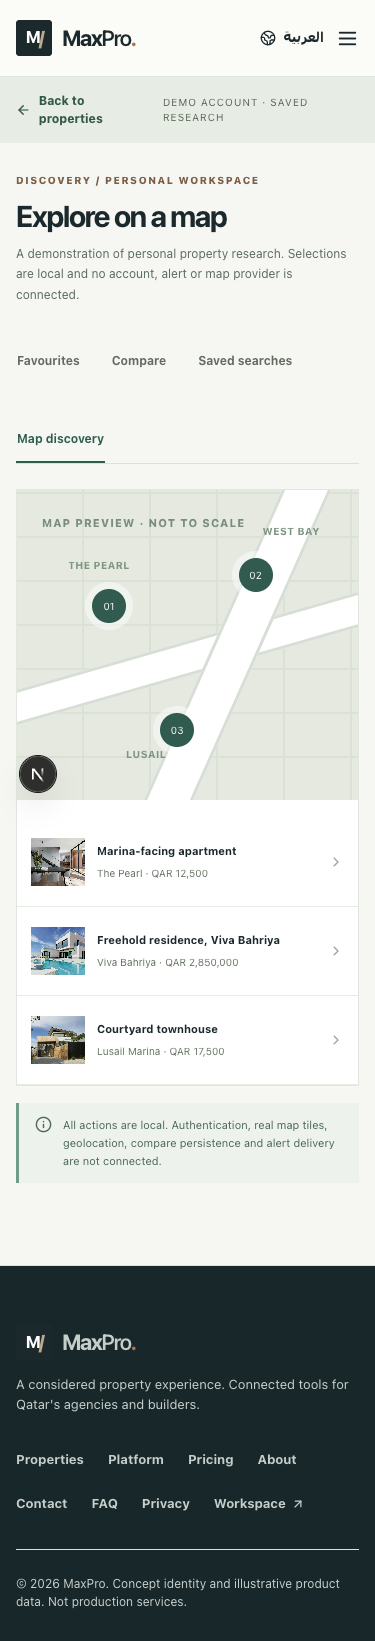 M/ MaxPro.
العربية
Back to
properties
DEMO ACCOUNT · SAVED
RESEARCH
DISCOVERY / PERSONAL WORKSPACE
Explore on a map
A demonstration of personal property research. Selections
are local and no account, alert or map provider is
connected.
Favourites Compare Saved searches
Map discovery
MAP PREVIEW · NOT TO SCALE
WEST BAY
THE PEARL
02
01
03
LUSAIL
N
Marina-facing apartment
The Pearl · QAR 12,500
Freehold residence, Viva Bahriya
Viva Bahriya · QAR 2,850,000
Courtyard townhouse
Lusail Marina · QAR 17,500
All actions are local. Authentication, real map tiles,
geolocation, compare persistence and alert delivery
are not connected.
M/ MaxPro.
A considered property experience. Connected tools for
Qatar's agencies and builders.
Properties Platform Pricing About
Contact FAQ Privacy Workspace
© 2026 MaxPro. Concept identity and illustrative product
data. Not production services.